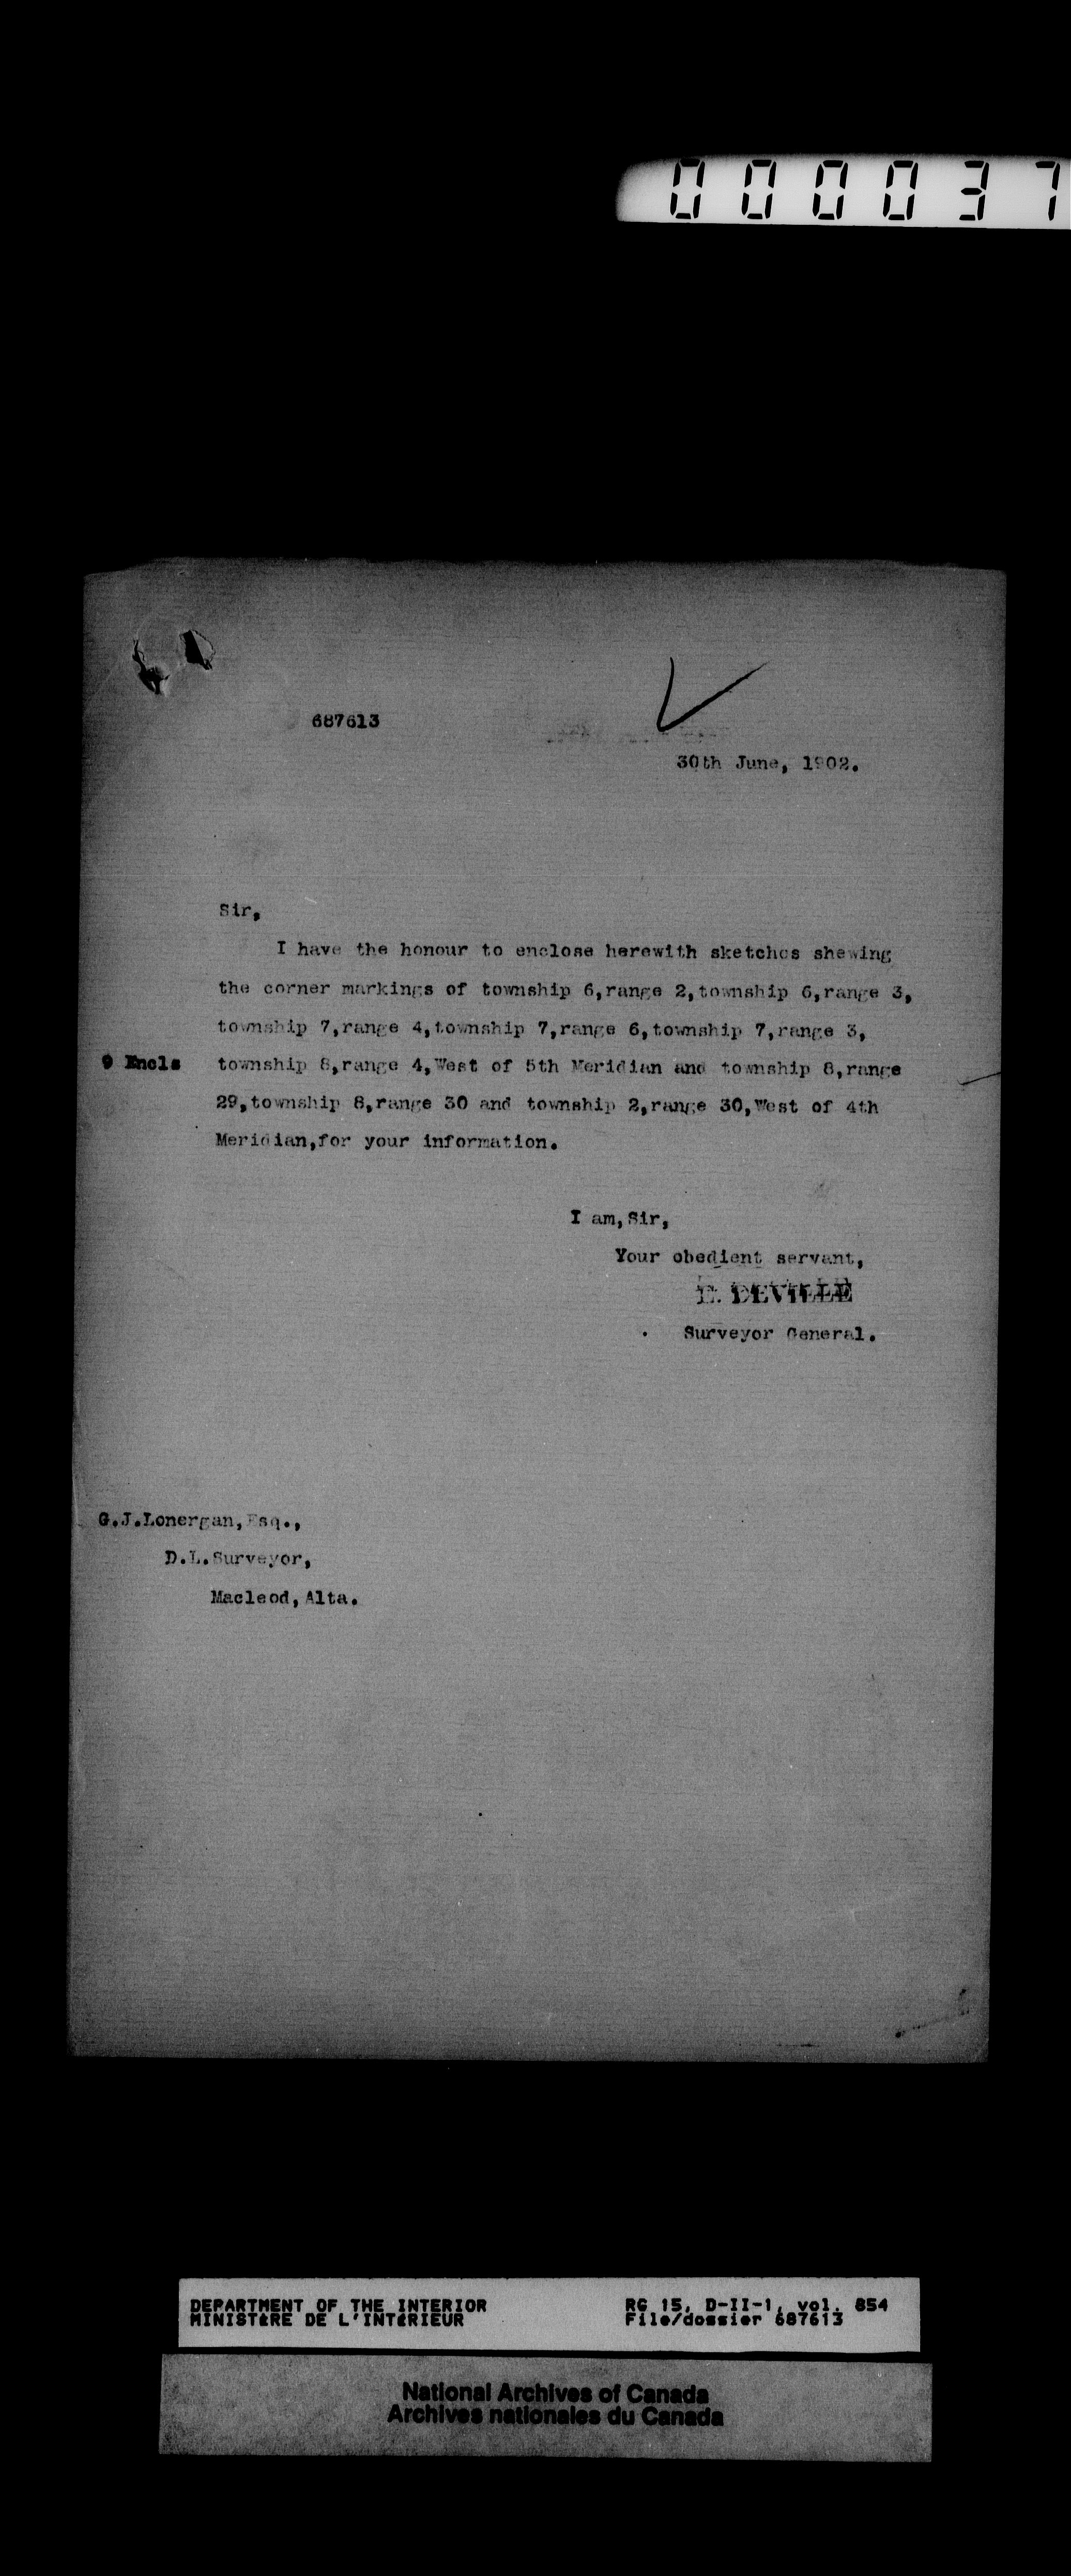 000037
687613
30th June, 1902.
Sir,
I have the honour to enclose herewith sketches shewing
the corner markings of township 6,range 2,township 6,range 3,
township 7,range 4,township 7,range 6,township 7,range 3,
9 Encls township 8,range 4,West of 5th Meridian and township 8,range
29,township 8,range 30 and township 2,range 30,West of 4th
Meridian,for your information.
I am,Sir,
Your obedient servant,
E. DEVILLE
Surveyor General.
G.J.Lonergan,Esq.,
D.L.Surveyor,
Macleod,Alta.
DEPARTMENT OF THE INTERIOR RG 15, D-II-1, vol. 854
MINISTÈRE DE L'INTÉRIEUR File/dossier 687613
National Archives of Canada
Archives nationales du Canada